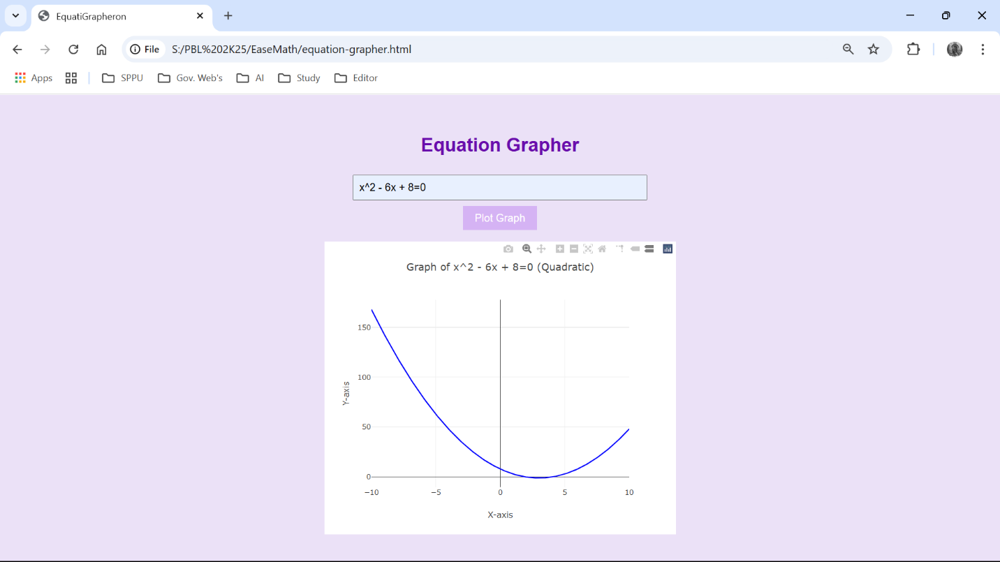 EquatiGrapheron
File S:/PBL%202K25/EaseMath/equation-grapher.html
Apps SPPU Gov. Web's AI Study Editor
Equation Grapher
x^2 - 6x + 8=0
Plot Graph
Graph of x^2 - 6x + 8=0 (Quadratic)
150
100
50
0
Y-axis
−10 −5 0 5 10
X-axis